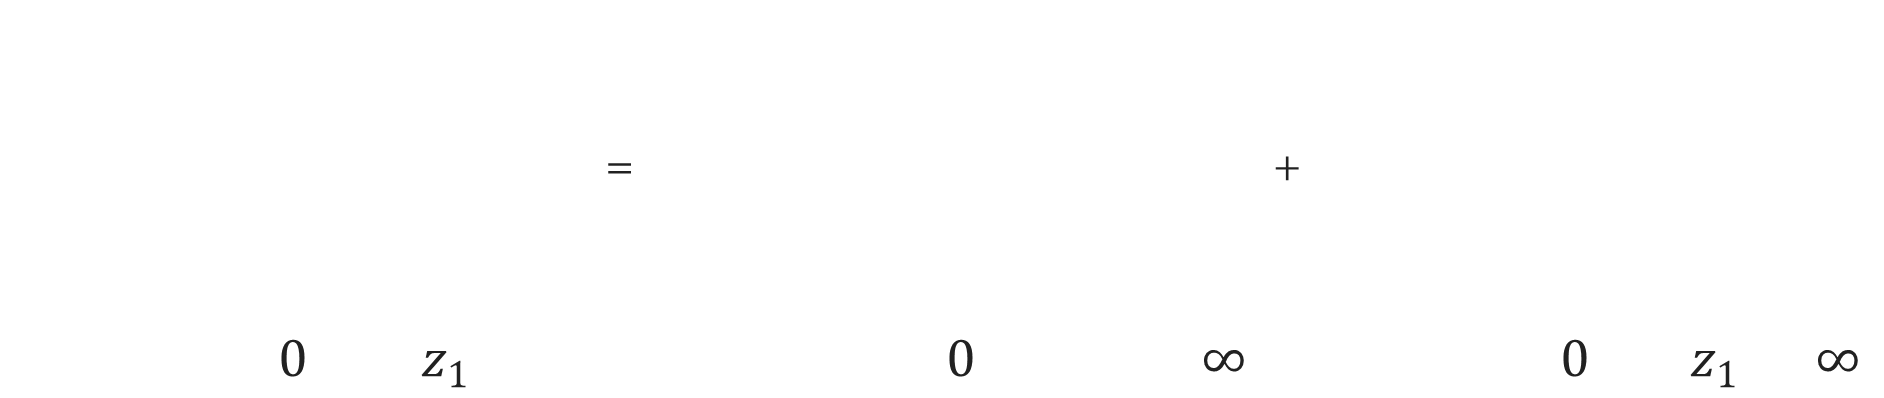 = +
0 z₁ 0 ∞ 0 z₁ ∞